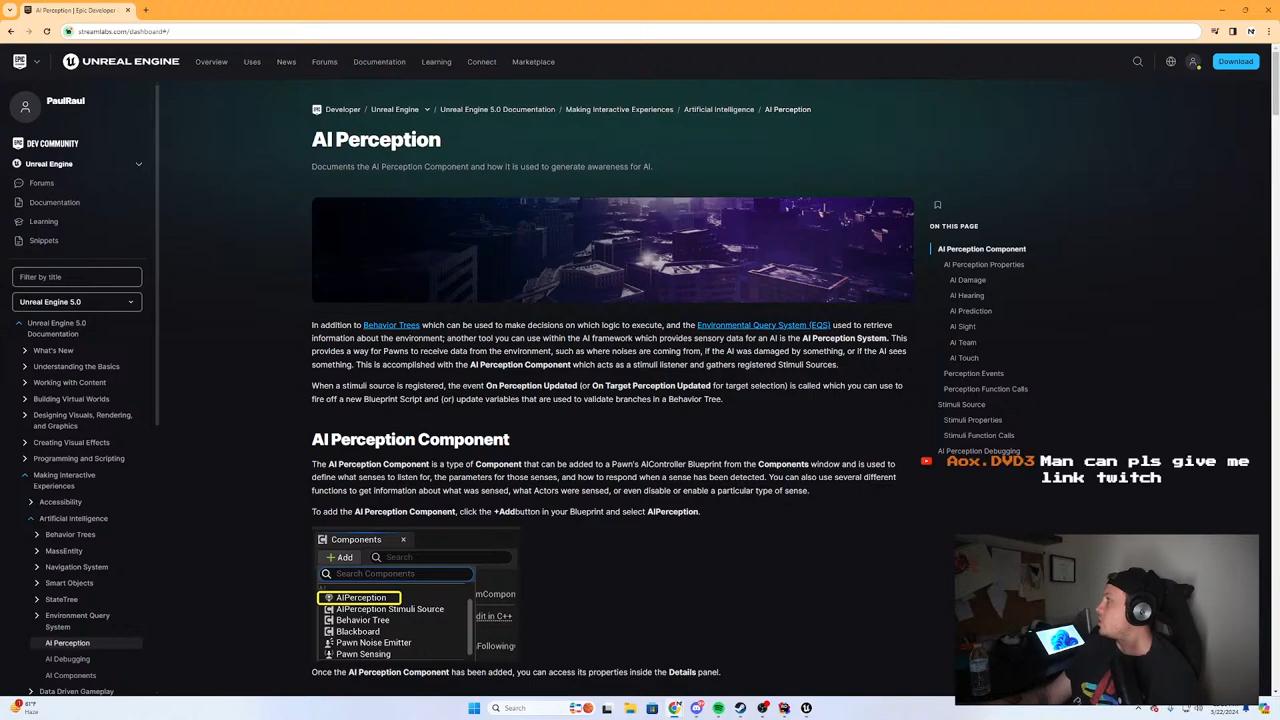 AI Perception | Epic Developer
streamlabs.com/dashboard#/
UNREAL ENGINE
Overview
Uses
News
Forums
Documentation
Learning
Connect
Marketplace
Download
PaulRaul
DEV COMMUNITY
Unreal Engine
Forums
Documentation
Learning
Snippets
Filter by title
Unreal Engine 5.0
Unreal Engine 5.0
Documentation
What's New
Understanding the Basics
Working with Content
Building Virtual Worlds
Designing Visuals, Rendering,
and Graphics
Creating Visual Effects
Programming and Scripting
Making Interactive
Experiences
Accessibility
Artificial Intelligence
Behavior Trees
MassEntity
Navigation System
Smart Objects
StateTree
Environment Query
System
AI Perception
AI Debugging
AI Components
Data Driven Gameplay
Developer / Unreal Engine / Unreal Engine 5.0 Documentation / Making Interactive Experiences / Artificial Intelligence / AI Perception
AI Perception
Documents the AI Perception Component and how it is used to generate awareness for AI.
In addition to Behavior Trees which can be used to make decisions on which logic to execute, and the Environmental Query System (EQS) used to retrieve
information about the environment; another tool you can use within the AI framework which provides sensory data for an AI is the AI Perception System. This
provides a way for Pawns to receive data from the environment, such as where noises are coming from, if the AI was damaged by something, or if the AI sees
something. This is accomplished with the AI Perception Component which acts as a stimuli listener and gathers registered Stimuli Sources.
When a stimuli source is registered, the event On Perception Updated (or On Target Perception Updated for target selection) is called which you can use to
fire off a new Blueprint Script and (or) update variables that are used to validate branches in a Behavior Tree.
AI Perception Component
The AI Perception Component is a type of Component that can be added to a Pawn's AIController Blueprint from the Components window and is used to
define what senses to listen for, the parameters for those senses, and how to respond when a sense has been detected. You can also use several different
functions to get information about what was sensed, what Actors were sensed, or even disable or enable a particular type of sense.
To add the AI Perception Component, click the +Addbutton in your Blueprint and select AIPerception.
Components
+ Add
Search
Search Components
AIPerception
AIPerception Stimuli Source
Behavior Tree
Blackboard
Pawn Noise Emitter
Pawn Sensing
mCompon
dit in C++
Following
Once the AI Perception Component has been added, you can access its properties inside the Details panel.
ON THIS PAGE
AI Perception Component
AI Perception Properties
AI Damage
AI Hearing
AI Prediction
AI Sight
AI Team
AI Touch
Perception Events
Perception Function Calls
Stimuli Source
Stimuli Properties
Stimuli Function Calls
AI Perception Debugging
Aox.DVD3 Man can pls give me
link twitch
61°F
Haze
Search
3/22/2024